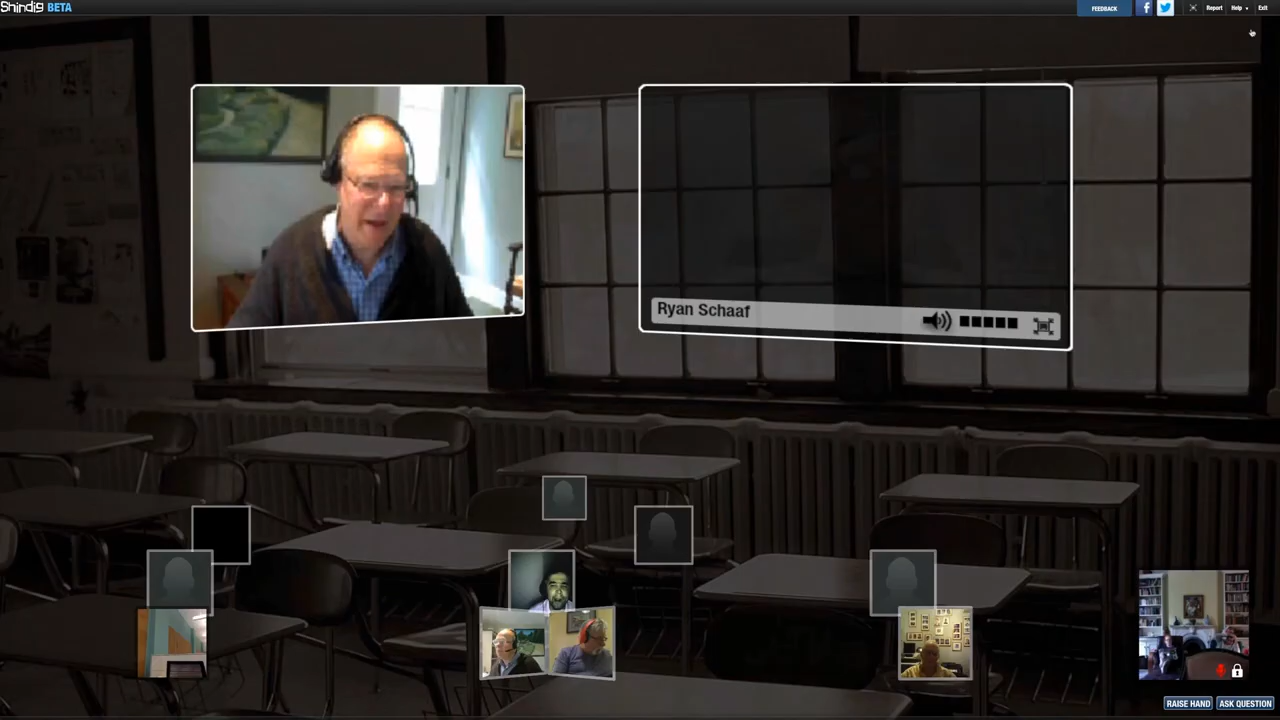 Shindig BETA
FEEDBACK
Report
Help
Exit
Ryan Schaaf
RAISE HAND
ASK QUESTION